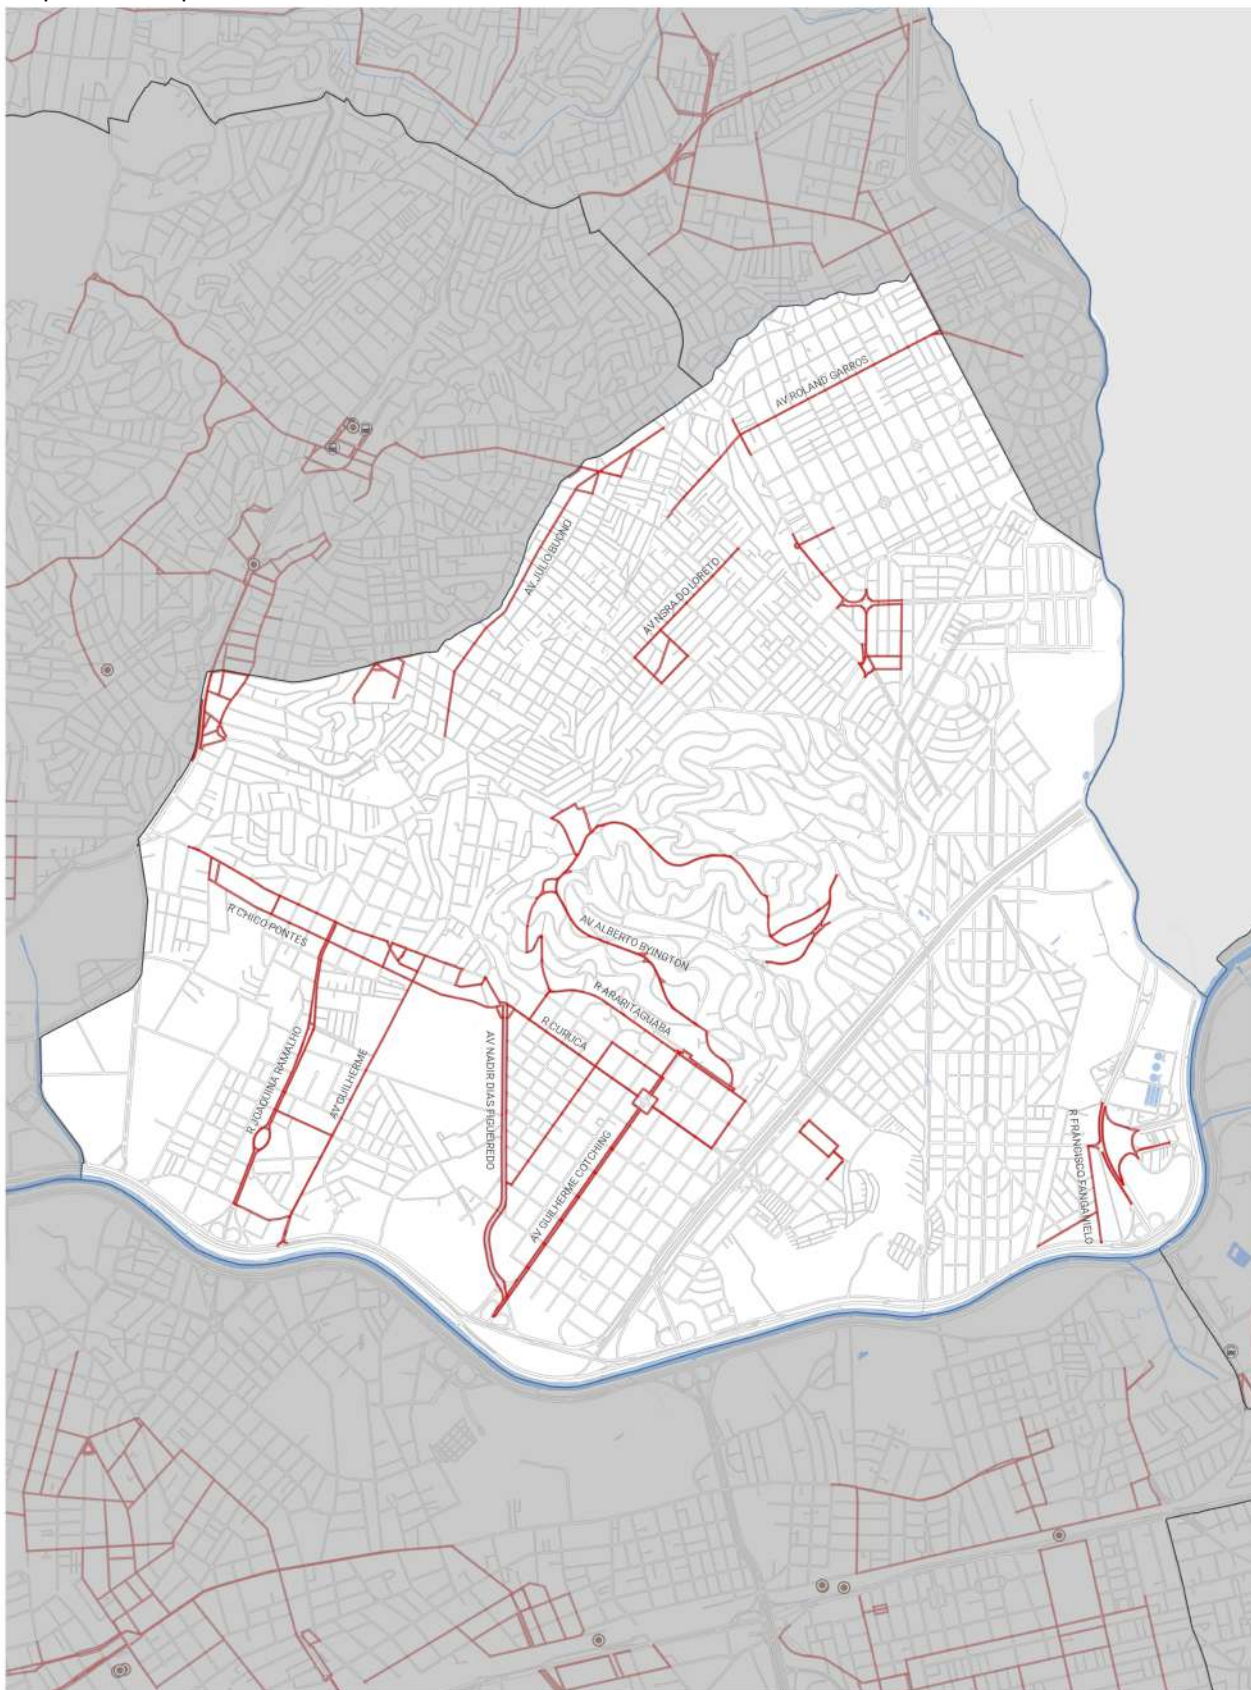 AV ROLAND GARROS
AV JULIO BUONO
AV NSRA DO LORETO
R CHICO PONTES
AV ALBERTO BYINGTON
R ARARITAGUABA
R CURUCA
R JOAQUINA RAMALHO
AV GUILHERME
AV NADIR DIAS FIGUEIREDO
AV GUILHERME COTCHING
R FRANCISCO FANGANIELO